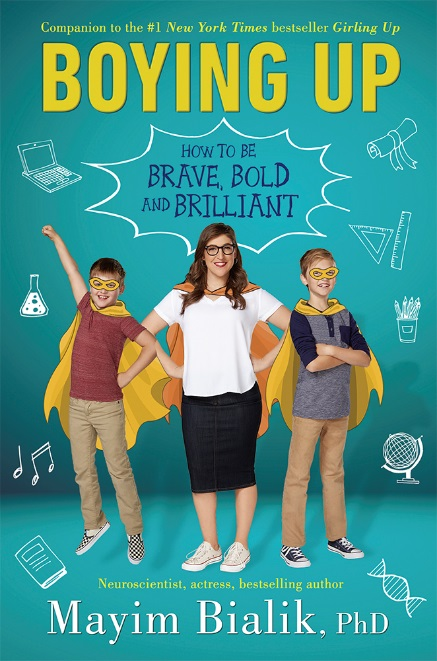 Companion to the #1 New York Times bestseller Girling Up
BOYING UP
HOW TO BE
BRAVE, BOLD
AND BRILLIANT
Neuroscientist, actress, bestselling author
Mayim Bialik, PhD